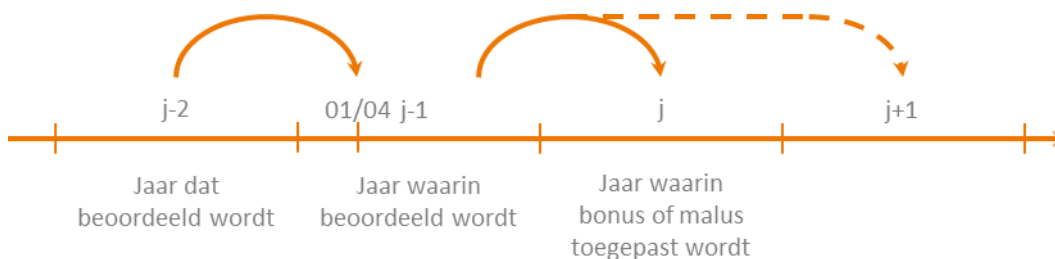 j-2
01/04 j-1
j
j+1
Jaar dat
beoordeeld wordt
Jaar waarin
beoordeeld wordt
Jaar waarin
bonus of malus
toegepast wordt